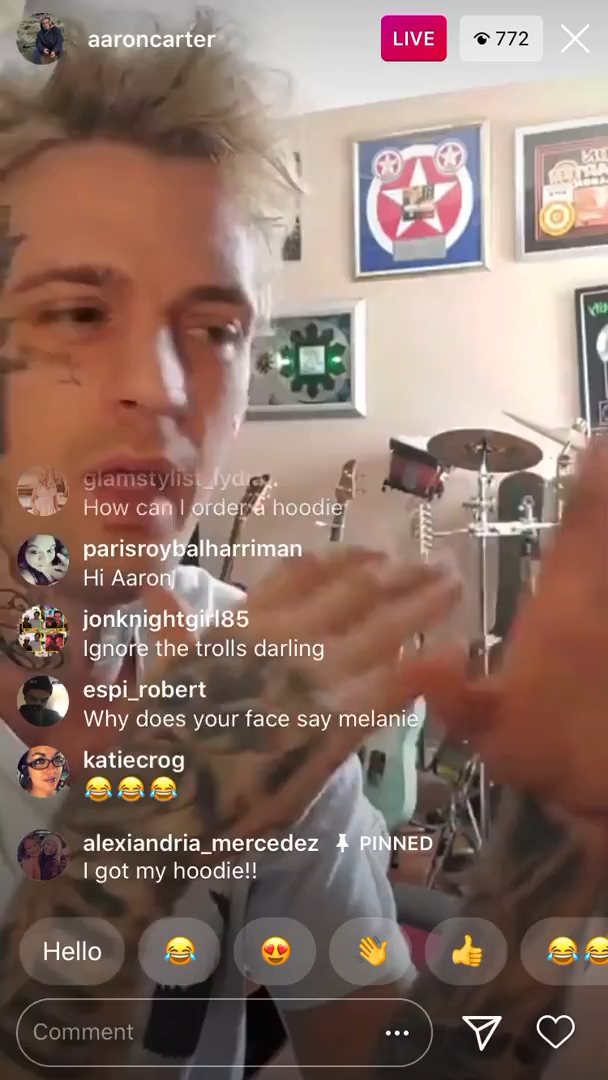 aaroncarter
LIVE
772
glamstylist_lydi
How can I order a hoodie
parisroybalharriman
Hi Aaron
jonknightgirl85
Ignore the trolls darling
espi_robert
Why does your face say melanie
katiecrog
😂😂😂
alexiandria_mercedez PINNED
I got my hoodie!!
Hello
😂
😍
👋
👍
😂😂
Comment